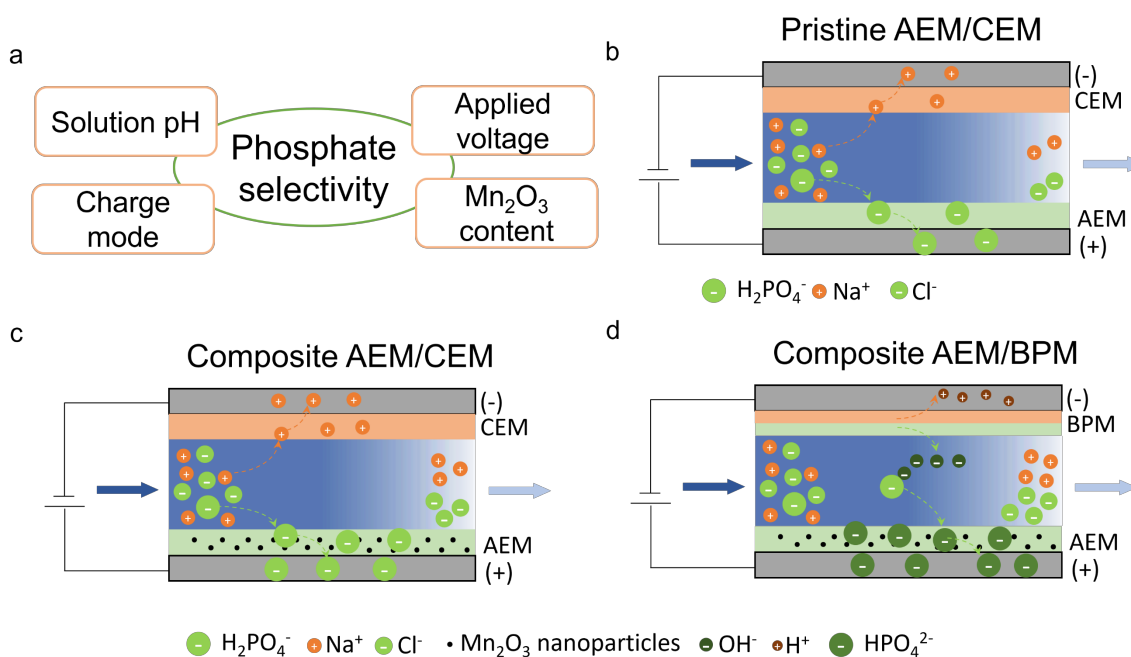 a
Solution pH
Applied
voltage
Phosphate
selectivity
Charge
mode
Mn₂O₃
content
b
Pristine AEM/CEM
(-)
CEM
AEM
(+)
H₂PO₄⁻ Na⁺ Cl⁻
c
Composite AEM/CEM
(-)
CEM
AEM
(+)
d
Composite AEM/BPM
(-)
BPM
AEM
(+)
H₂PO₄⁻ Na⁺ Cl⁻ Mn₂O₃ nanoparticles OH⁻ H⁺ HPO₄²⁻